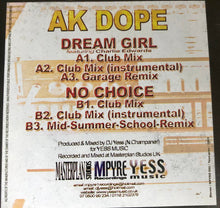 AK DOPE
DREAM GIRL
featuring Charlie Edwards
A1. Club Mix
A2. Club Mix (instrumental)
A3. Garage Remix
NO CHOICE
B1. Club Mix
B2. Club Mix (instrumental)
B3. Mid-Summer-School-Remix
Produced & Mixed by DJ Yess (N.Champaneri)
for 'YESS MUSIC'
Recorded and Mixed at Masterplan Studios UK
MASTERPLAN
MPYRE
YESS
music